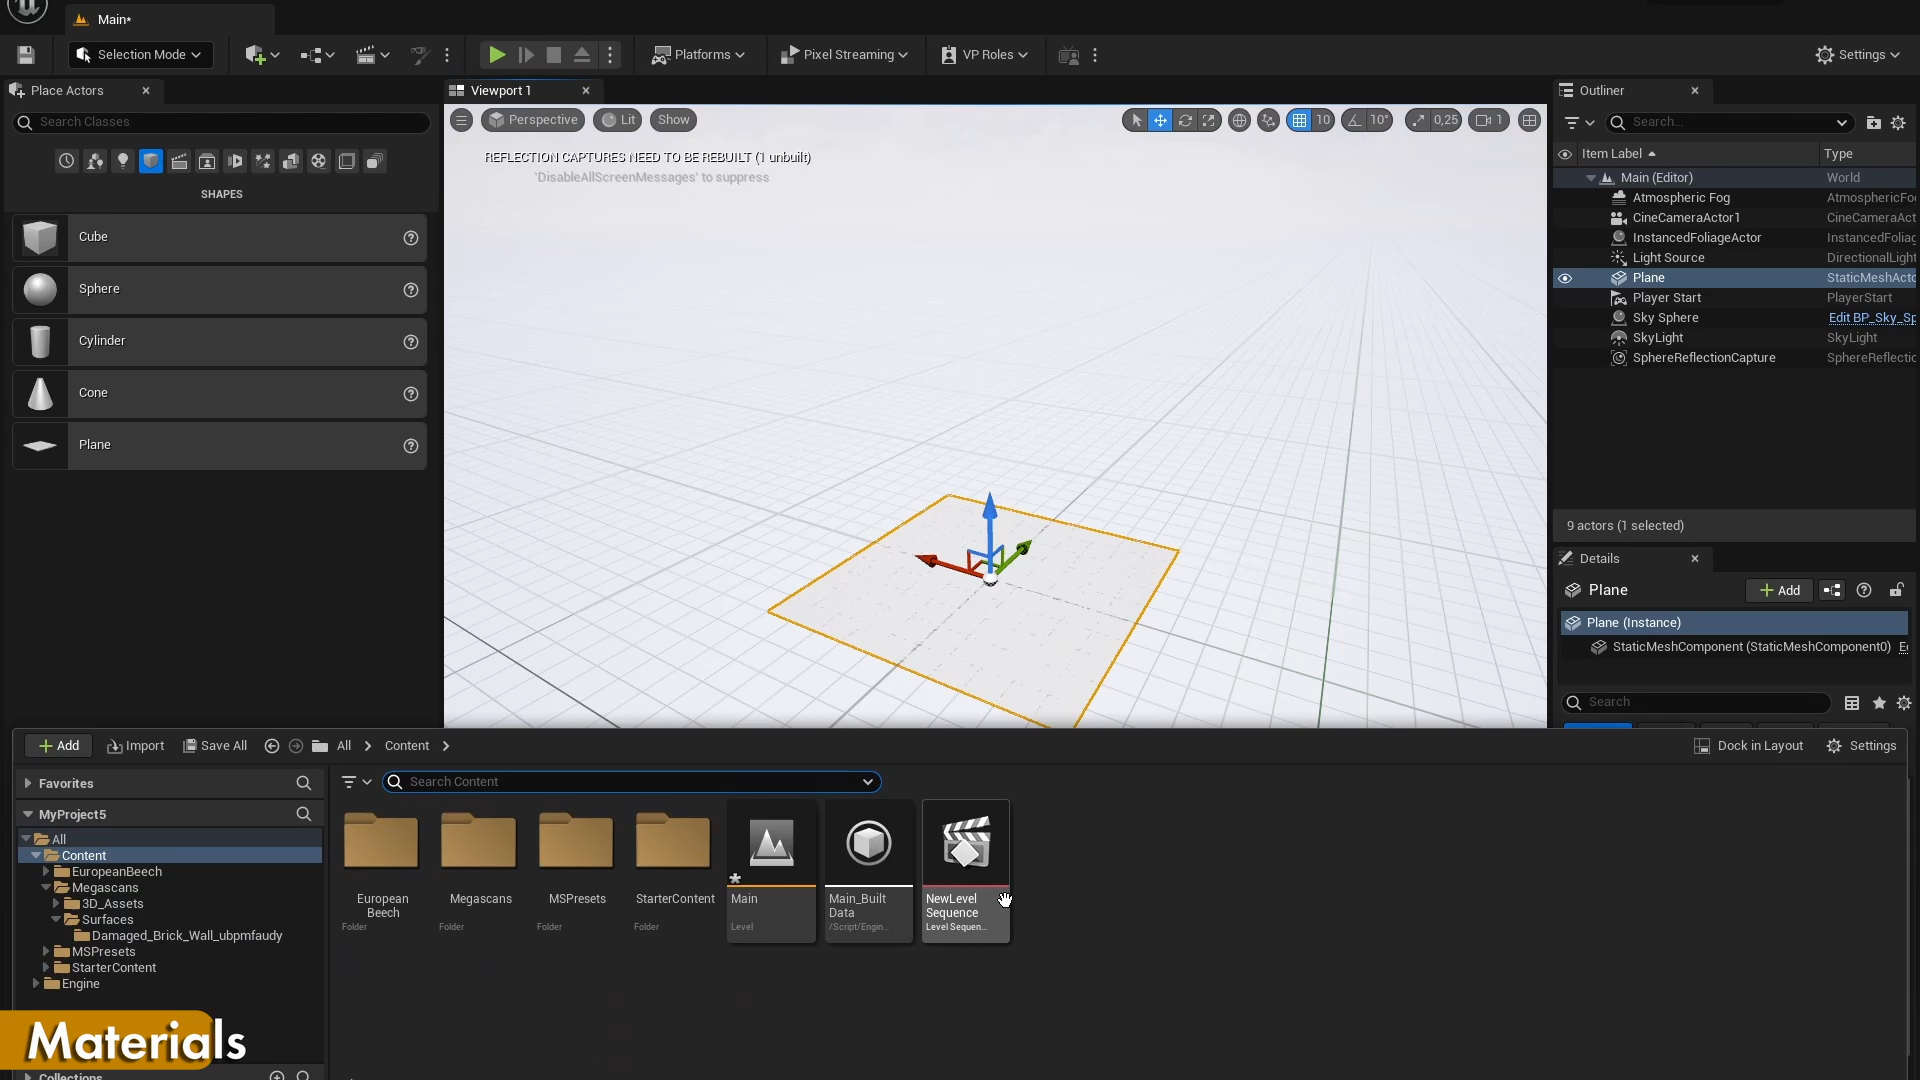 Main*
Selection Mode
Platforms
Pixel Streaming
VP Roles
Settings
Place Actors
Search Classes
SHAPES
Cube
Sphere
Cylinder
Cone
Plane
Viewport 1
Perspective
Lit
Show
10
10°
0,25
1
REFLECTION CAPTURES NEED TO BE REBUILT (1 unbuilt)
'DisableAllScreenMessages' to suppress
Outliner
Search...
Item Label
Type
Main (Editor)
World
Atmospheric Fog
AtmosphericFo
CineCameraActor1
CineCameraAct
InstancedFoliageActor
InstancedFoliag
Light Source
DirectionalLight
Plane
StaticMeshActo
Player Start
PlayerStart
Sky Sphere
Edit BP_Sky_Sp
SkyLight
SkyLight
SphereReflectionCapture
SphereReflectio
9 actors (1 selected)
Details
Plane
Add
Plane (Instance)
StaticMeshComponent (StaticMeshComponent0)
Search
Add
Import
Save All
All
Content
Dock in Layout
Settings
Favorites
MyProject5
All
Content
EuropeanBeech
Megascans
3D_Assets
Surfaces
Damaged_Brick_Wall_ubpmfaudy
MSPresets
StarterContent
Engine
Collections
Search Content
European
Beech
Folder
Megascans
Folder
MSPresets
Folder
StarterContent
Folder
Main
Level
Main_Built
Data
/Script/Engin...
NewLevel
Sequence
Level Sequen...
Materials